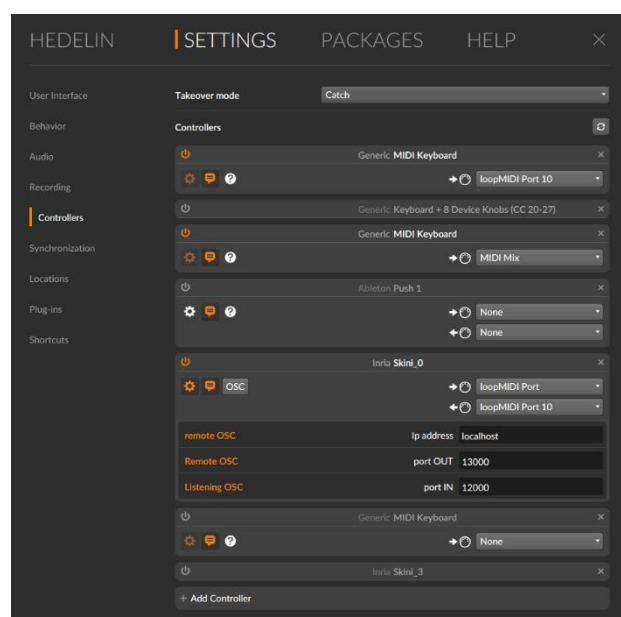 HEDELIN SETTINGS PACKAGES HELP
User Interface
Behavior
Audio
Recording
Controllers
Synchronization
Locations
Plug-ins
Shortcuts
Takeover mode Catch
Controllers
Generic MIDI Keyboard
? loopMIDI Port 10
Generic Keyboard + 8 Device Knobs (CC 20-27)
Generic MIDI Keyboard
? MIDI Mix
Ableton Push 1
? None
None
Inria Skini_0
OSC loopMIDI Port
loopMIDI Port 10
remote OSC Ip address localhost
Remote OSC port OUT 13000
Listening OSC port IN 12000
Generic MIDI Keyboard
? None
Inria Skini_3
+ Add Controller